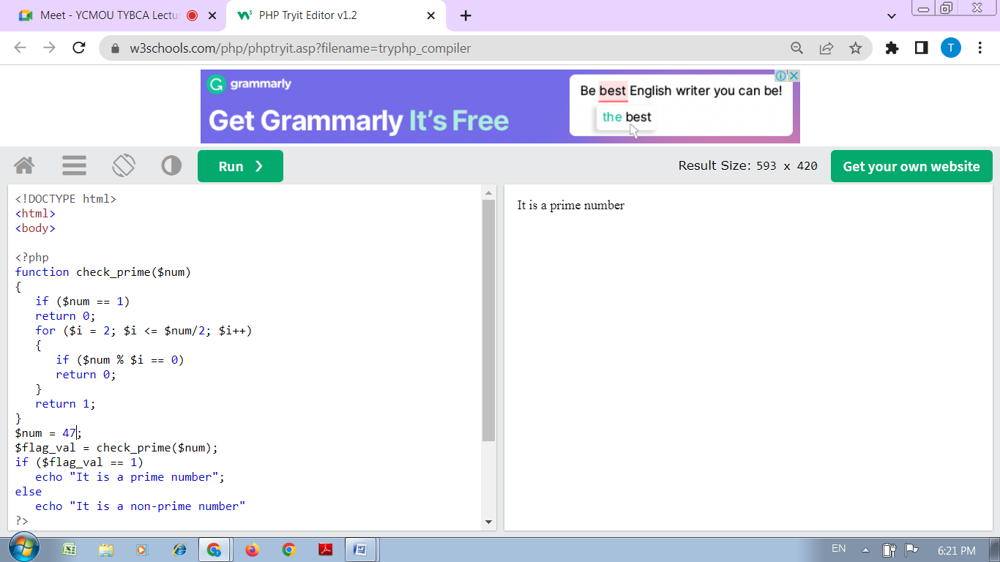 Meet - YCMOU TYBCA Lectu
PHP Tryit Editor v1.2
w3schools.com/php/phptryit.asp?filename=tryphp_compiler
T
grammarly
Get Grammarly It's Free
Be best English writer you can be!
the best
Run ❯
Result Size: 593 x 420
Get your own website
<!DOCTYPE html>
<html>
<body>
<?php
function check_prime($num)
{
if ($num == 1)
return 0;
for ($i = 2; $i <= $num/2; $i++)
{
if ($num % $i == 0)
return 0;
}
return 1;
}
$num = 47;
$flag_val = check_prime($num);
if ($flag_val == 1)
echo "It is a prime number";
else
echo "It is a non-prime number"
?>
It is a prime number
EN
6:21 PM